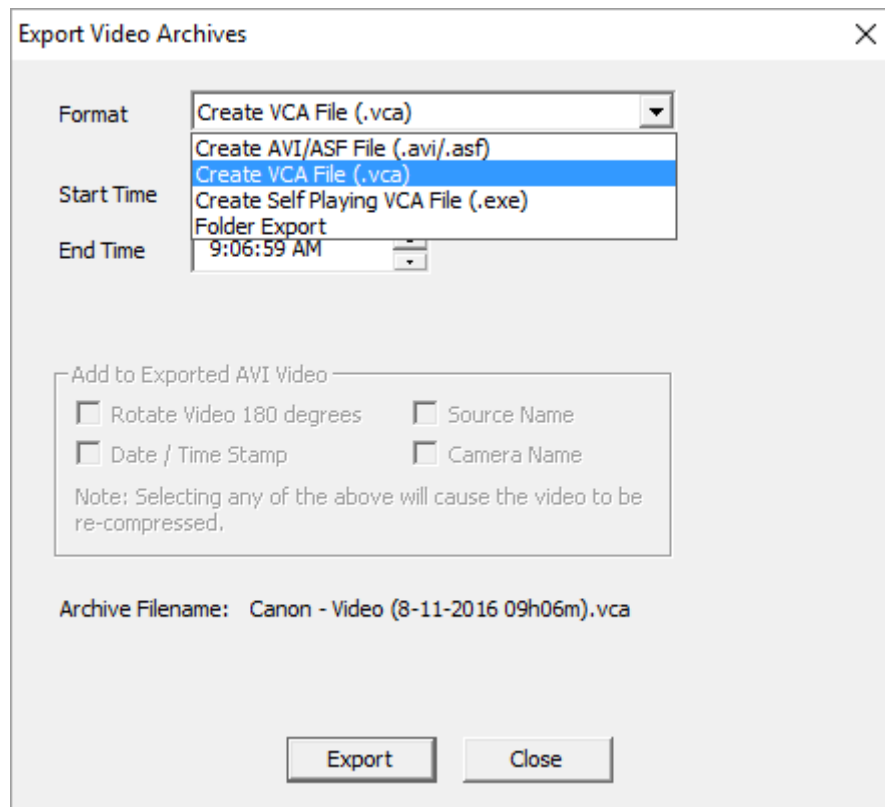 Export Video Archives
Format
Create VCA File (.vca)
Create AVI/ASF File (.avi/.asf)
Create VCA File (.vca)
Start Time
Create Self Playing VCA File (.exe)
Folder Export
End Time
9:06:59 AM
Add to Exported AVI Video
Rotate Video 180 degrees
Source Name
Date / Time Stamp
Camera Name
Note: Selecting any of the above will cause the video to be
re-compressed.
Archive Filename: Canon - Video (8-11-2016 09h06m).vca
Export
Close